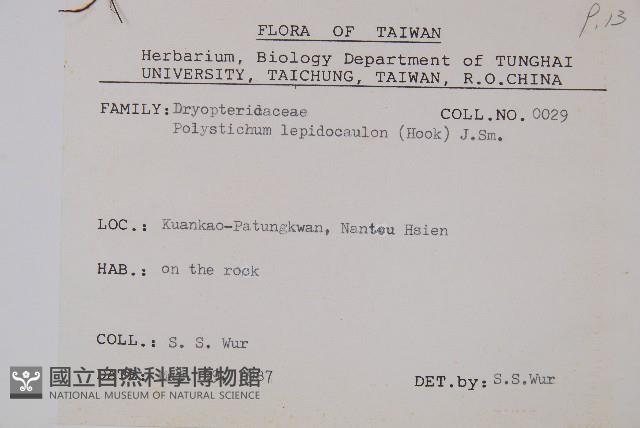 P.13
FLORA OF TAIWAN
Herbarium, Biology Department of TUNGHAI
UNIVERSITY, TAICHUNG, TAIWAN, R.O.CHINA
FAMILY: Dryopteridaceae COLL.NO. 0029
Polystichum lepidocaulon (Hook) J.Sm.
LOC.: Kuankao-Patungkwan, Nantou Hsien
HAB.: on the rock
COLL.: S. S. Wur
DATE: 87
DET.by: S.S.Wur
國立自然科學博物館
NATIONAL MUSEUM OF NATURAL SCIENCE